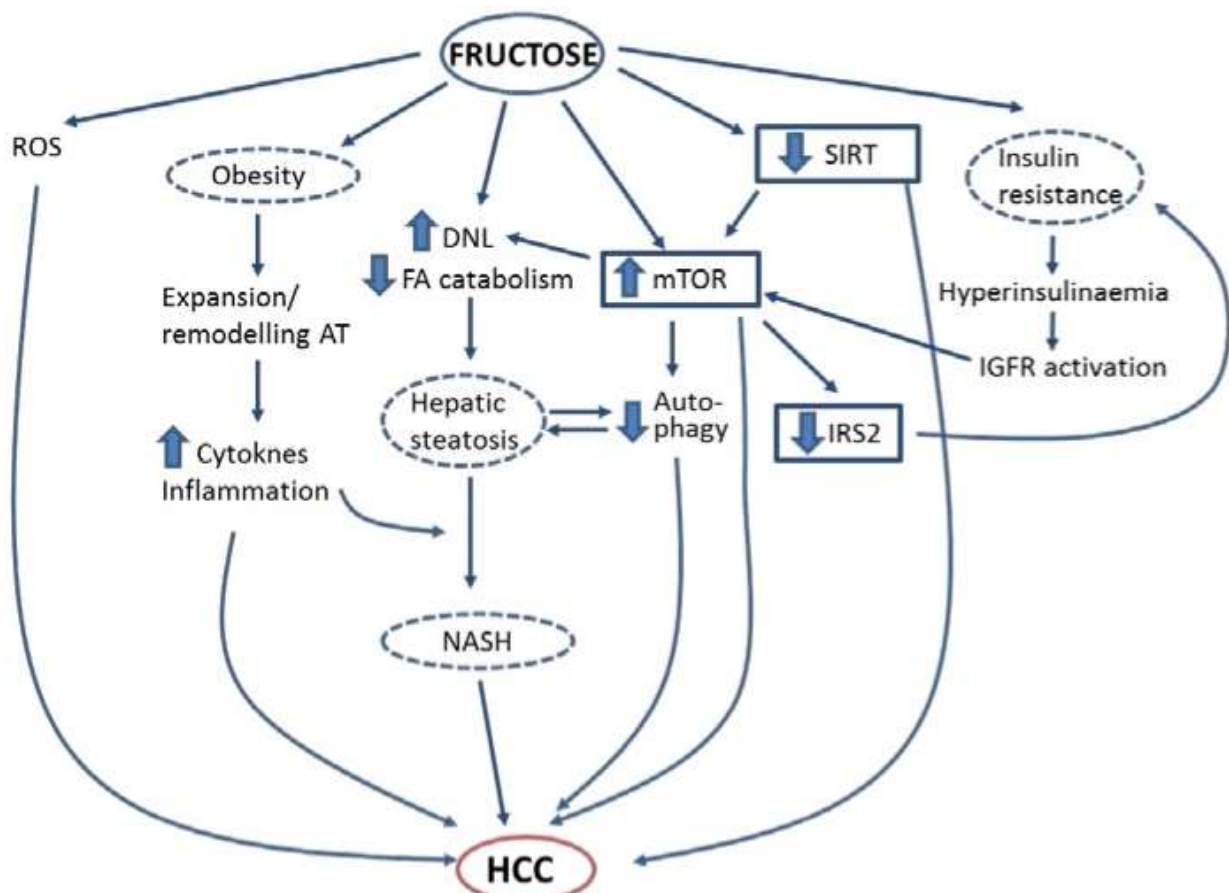 FRUCTOSE
ROS
Obesity
SIRT
Insulin
resistance
DNL
FA catabolism
mTOR
Expansion/
remodelling AT
Hyperinsulinaemia
IGFR activation
Hepatic
steatosis
Auto-
phagy
IRS2
Cytoknes
Inflammation
NASH
HCC